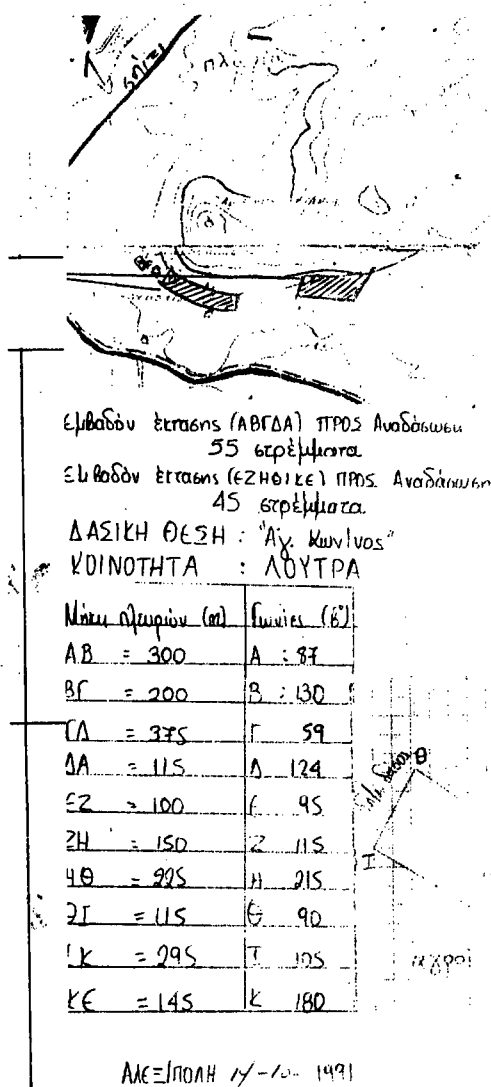 σπίτι
Εμβαδόν έκτασης (ΑΒΓΔΑ) ΠΡΟΣ Αναδάσωση
55 στρέμματα
Εμβαδόν έκτασης (ΕΖΗΘΙΚΕ) ΠΡΟΣ Αναδάσωση
45 στρέμματα
ΔΑΣΙΚΗ ΘΕΣΗ : "Αγ. Κων/νος"
ΚΟΙΝΟΤΗΤΑ : ΛΟΥΤΡΑ
Μήκη πλευρών (m) Γωνίες (β)
ΑΒ = 300 Α : 87
ΒΓ = 200 Β : 130
ΓΔ = 375 Γ 59
ΔΑ = 115 Δ 124
ΕΖ = 100 Ε 95
ΖΗ = 150 Ζ 115
ΗΘ = 225 Η 215
ΘΙ = 115 Θ 90
ΙΚ = 295 Ι 105
ΚΕ = 145 Κ 180
Θ
Ι
αγροί
ΑΛΕΞ/ΠΟΛΗ 14-10-1991